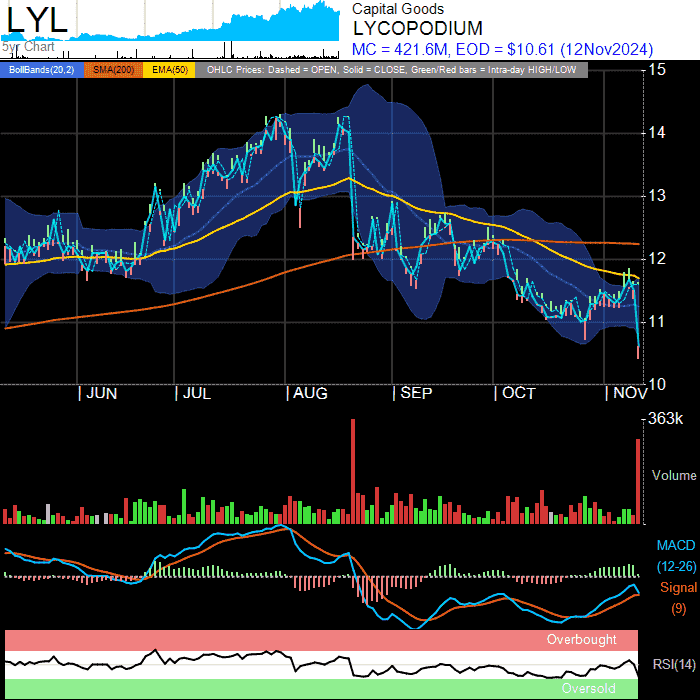 LYL
5yr Chart
Capital Goods
LYCOPODIUM
MC = 421.6M, EOD = $10.61 (12Nov2024)
BollBands(20,2) SMA(200) EMA(50) OHLC Prices: Dashed = OPEN, Solid = CLOSE, Green/Red bars = Intra-day HIGH/LOW
15
14
13
12
11
10
JUN JUL AUG SEP OCT NOV
363k
Volume
MACD
(12-26)
Signal
(9)
Overbought
RSI(14)
Oversold